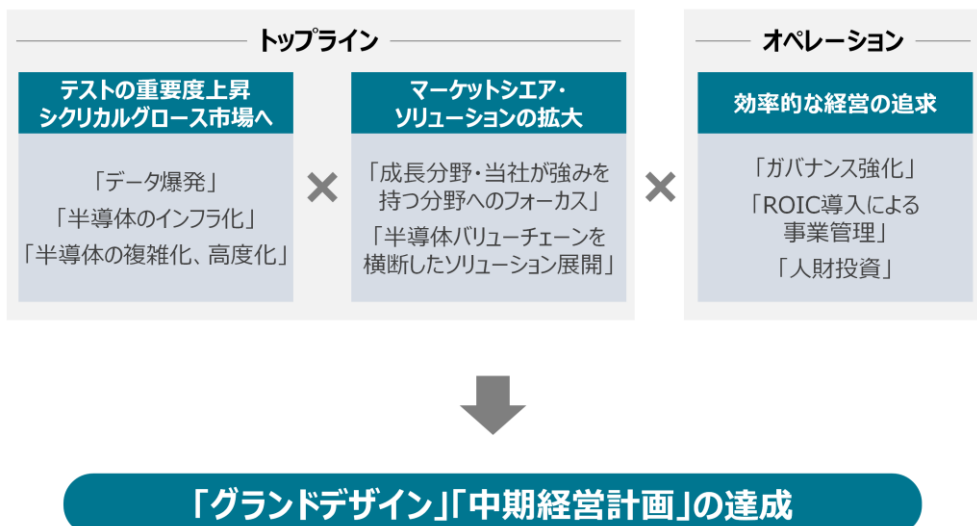 トップライン
テストの重要度上昇
シクリカルグロース市場へ
「データ爆発」
「半導体のインフラ化」
「半導体の複雑化、高度化」
×
マーケットシエア・
ソリューションの拡大
「成長分野・当社が強みを
持つ分野へのフォーカス」
「半導体バリューチェーンを
横断したソリューション展開」
×
オペレーション
効率的な経営の追求
「ガバナンス強化」
「ROIC導入による
事業管理」
「人財投資」
「グランドデザイン」「中期経営計画」の達成